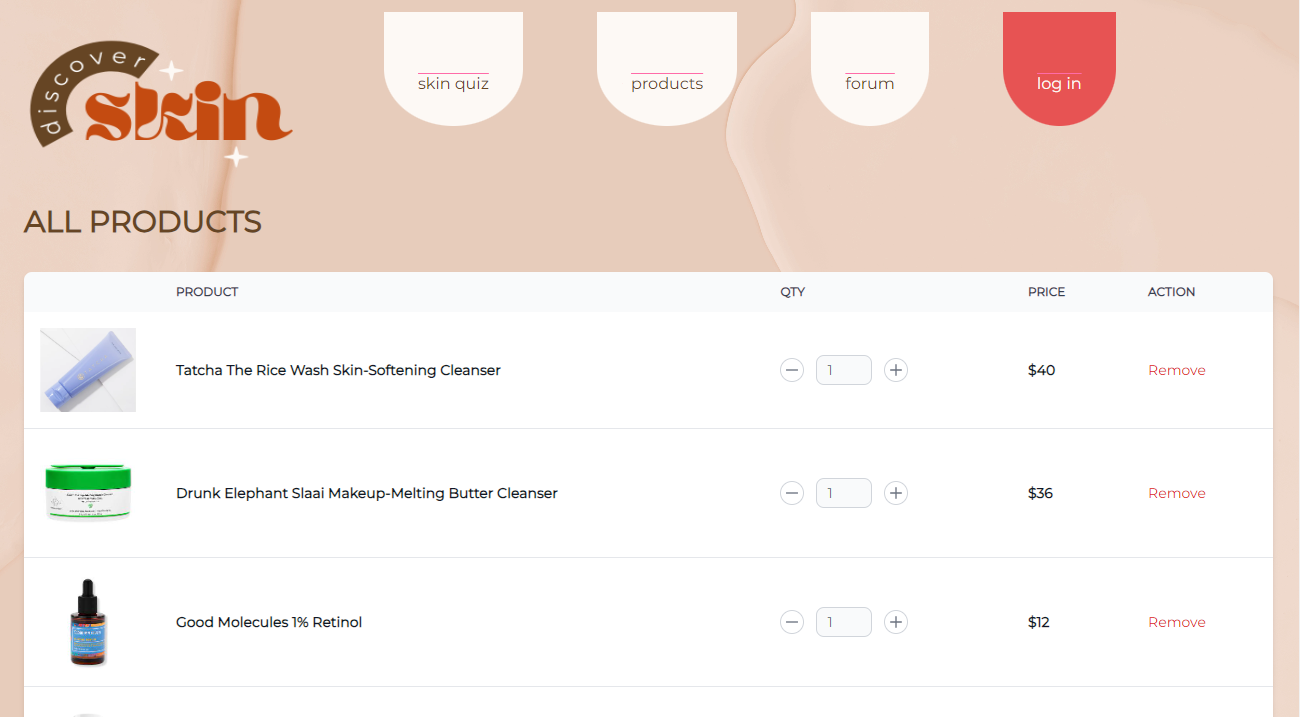 discover
skin
skin quiz
products
forum
log in
ALL PRODUCTS
PRODUCT QTY PRICE ACTION
Tatcha The Rice Wash Skin-Softening Cleanser 1 $40 Remove
Drunk Elephant Slaai Makeup-Melting Butter Cleanser 1 $36 Remove
Good Molecules 1% Retinol 1 $12 Remove